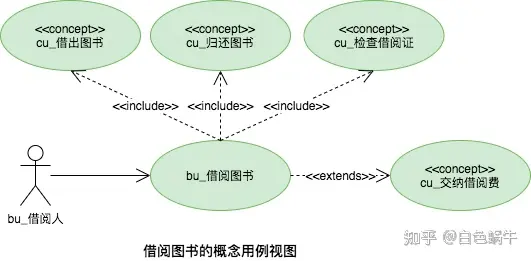 <<concept>>
cu_借出图书
<<concept>>
cu_归还图书
<<concept>>
cu_检查借阅证
<<include>>
<<include>>
<<include>>
bu_借阅图书
<<extends>>
<<concept>>
cu_交纳借阅费
bu_借阅人
借阅图书的概念用例视图
知乎 @白色蜗牛